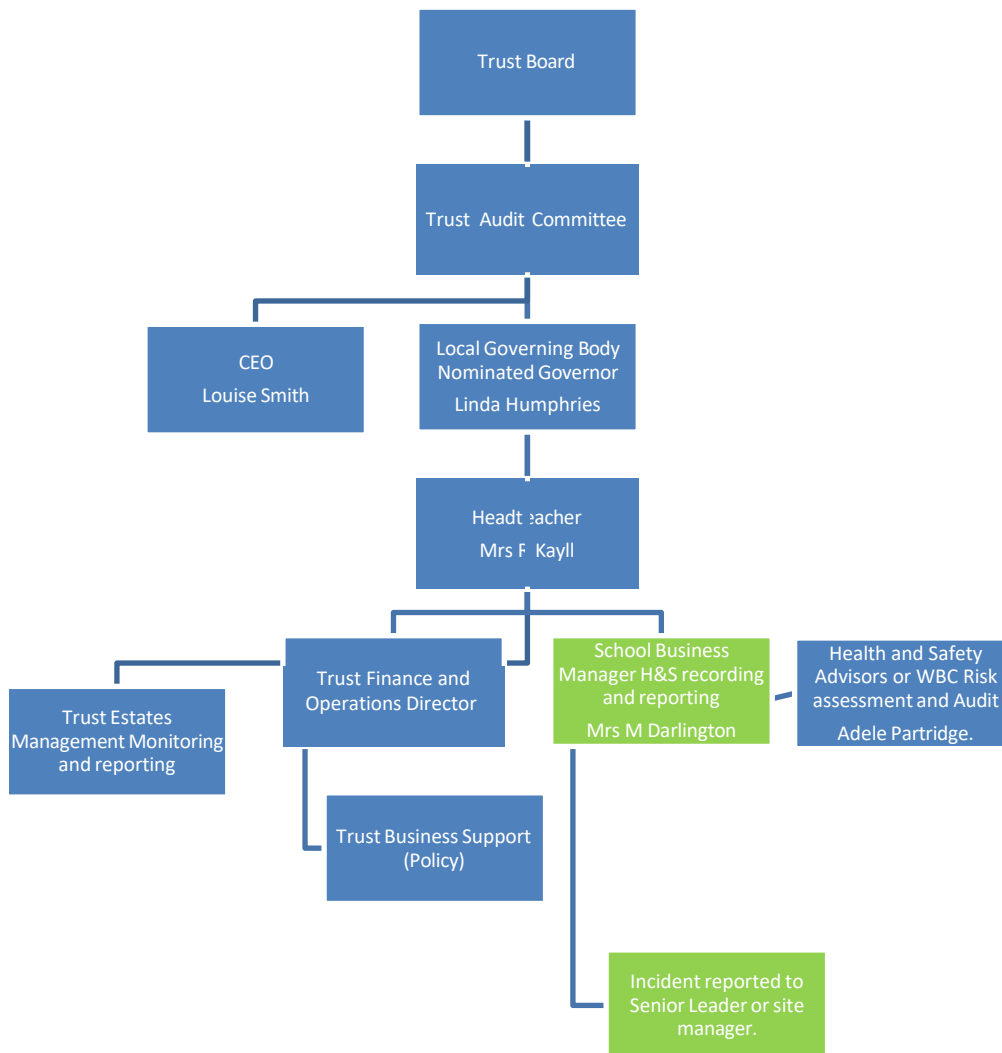 Trust Board
Trust Audit Committee
CEO
Louise Smith
Local Governing Body
Nominated Governor
Linda Humphries
Headteacher
Mrs R Kayll
Trust Estates
Management Monitoring
and reporting
Trust Finance and
Operations Director
School Business
Manager H&S recording
and reporting
Mrs M Darlington
Health and Safety
Advisors or WBC Risk
assessment and Audit
Adele Partridge.
Trust Business Support
(Policy)
Incident reported to
Senior Leader or site
manager.